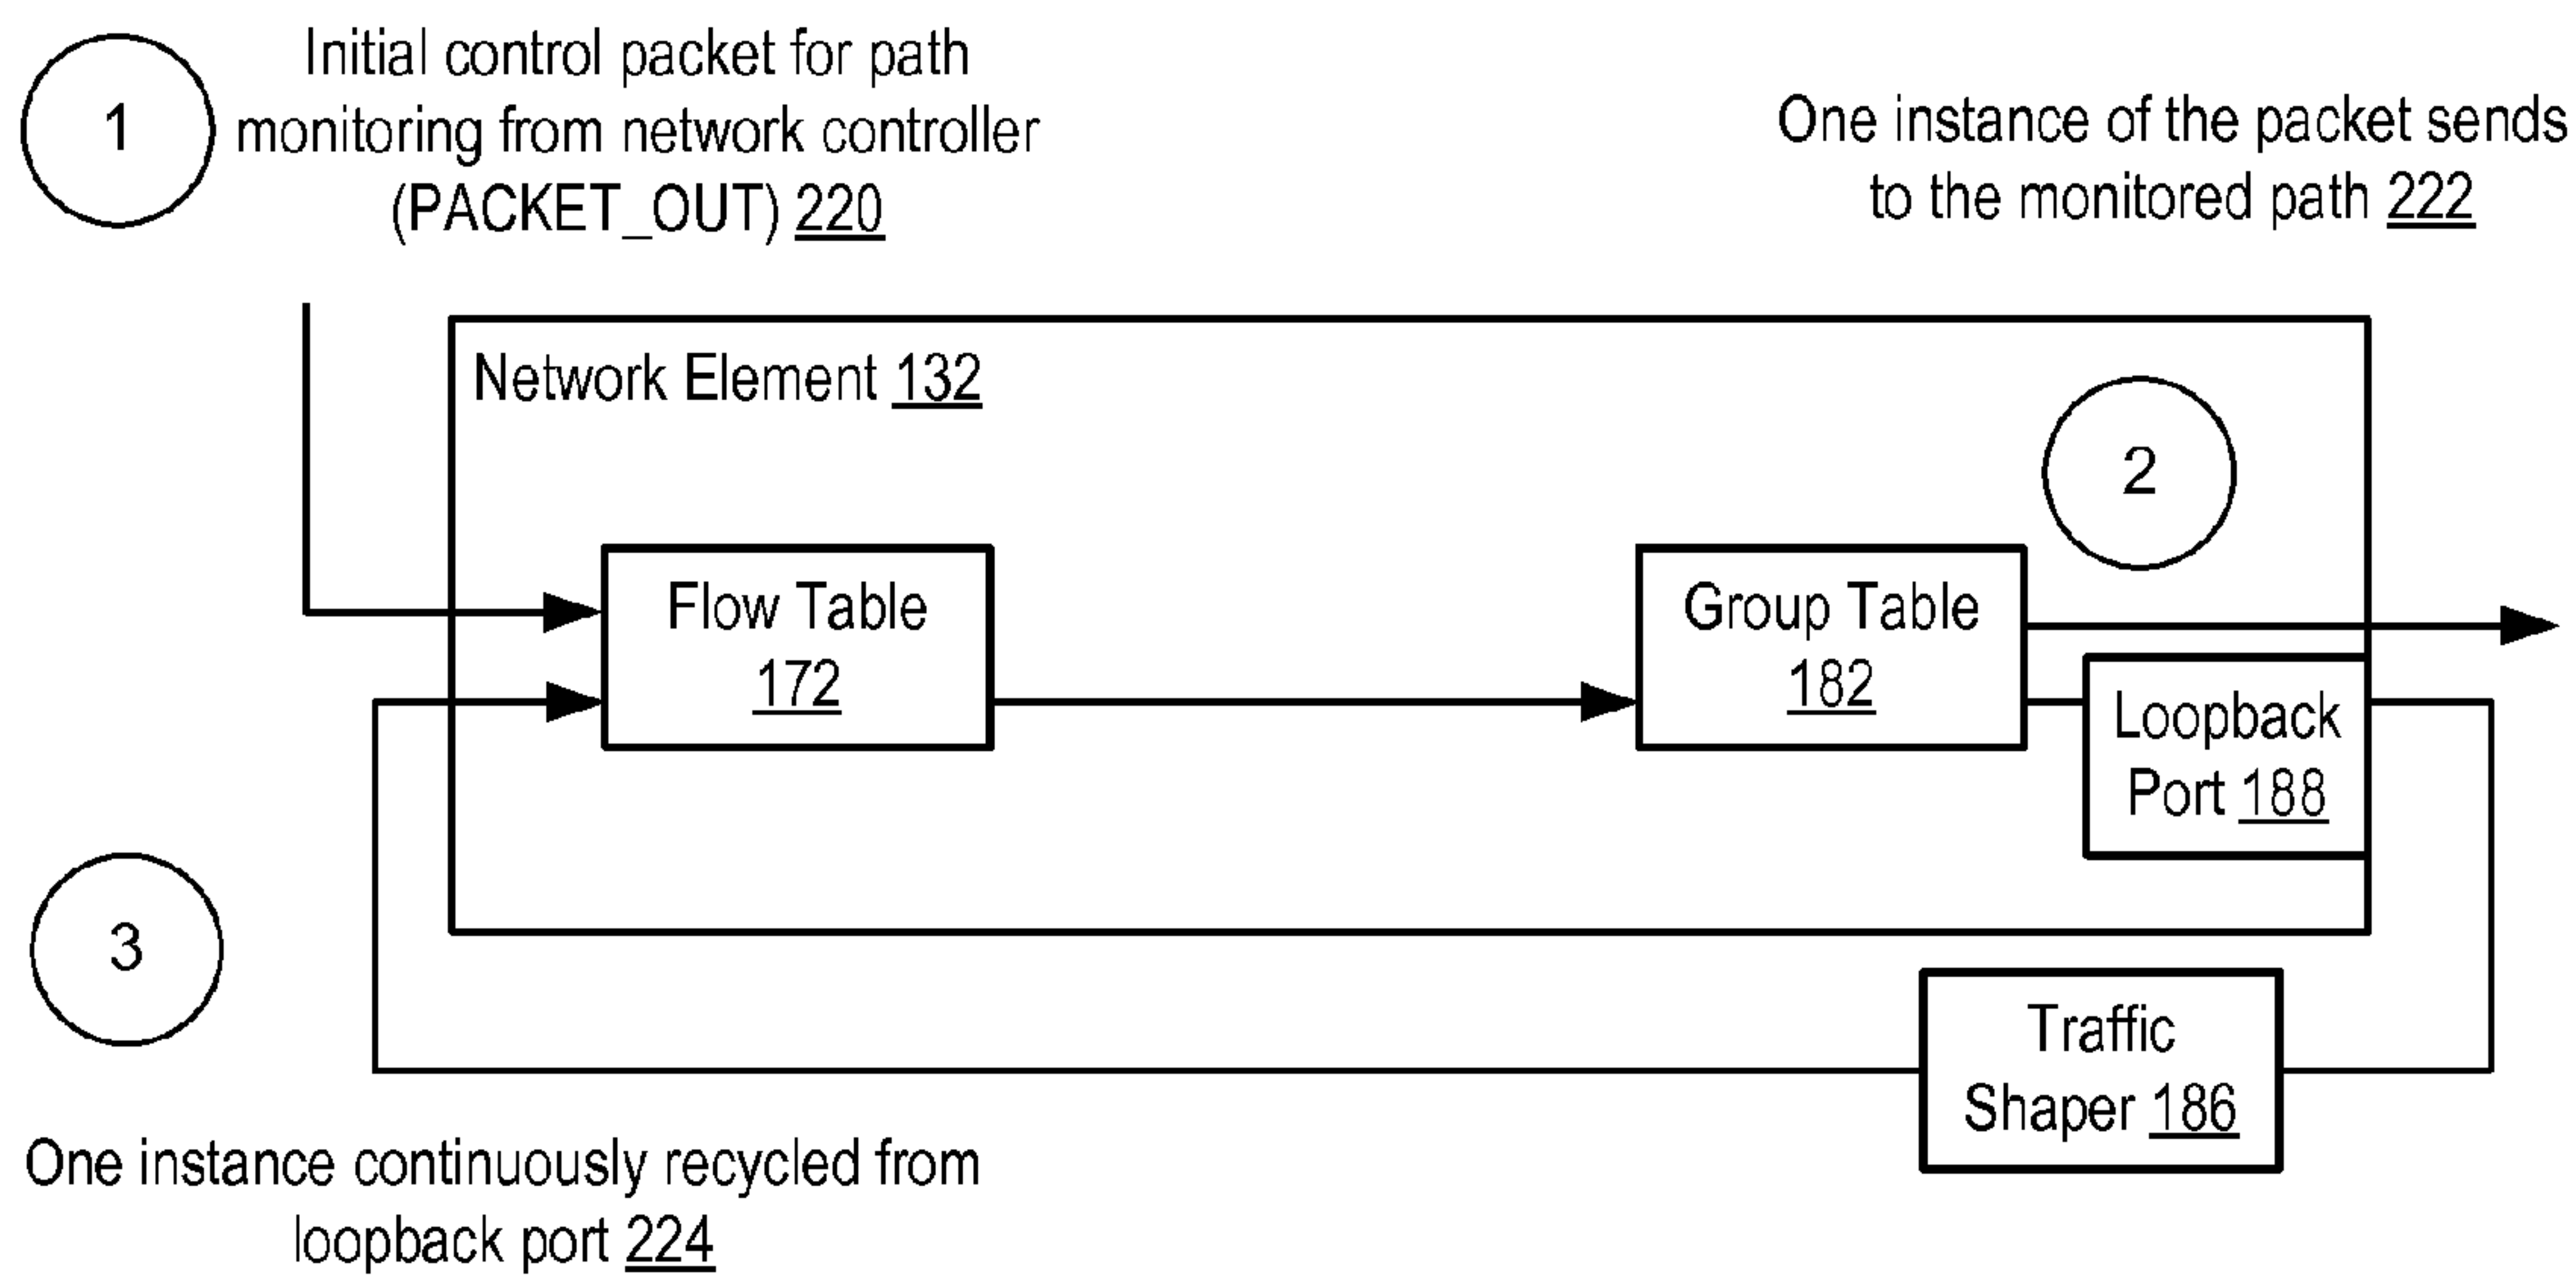 1
Initial control packet for path
monitoring from network controller
(PACKET_OUT) 220
One instance of the packet sends
to the monitored path 222
Network Element 132
2
Flow Table
172
Group Table
182
Loopback
Port 188
3
Traffic
Shaper 186
One instance continuously recycled from
loopback port 224